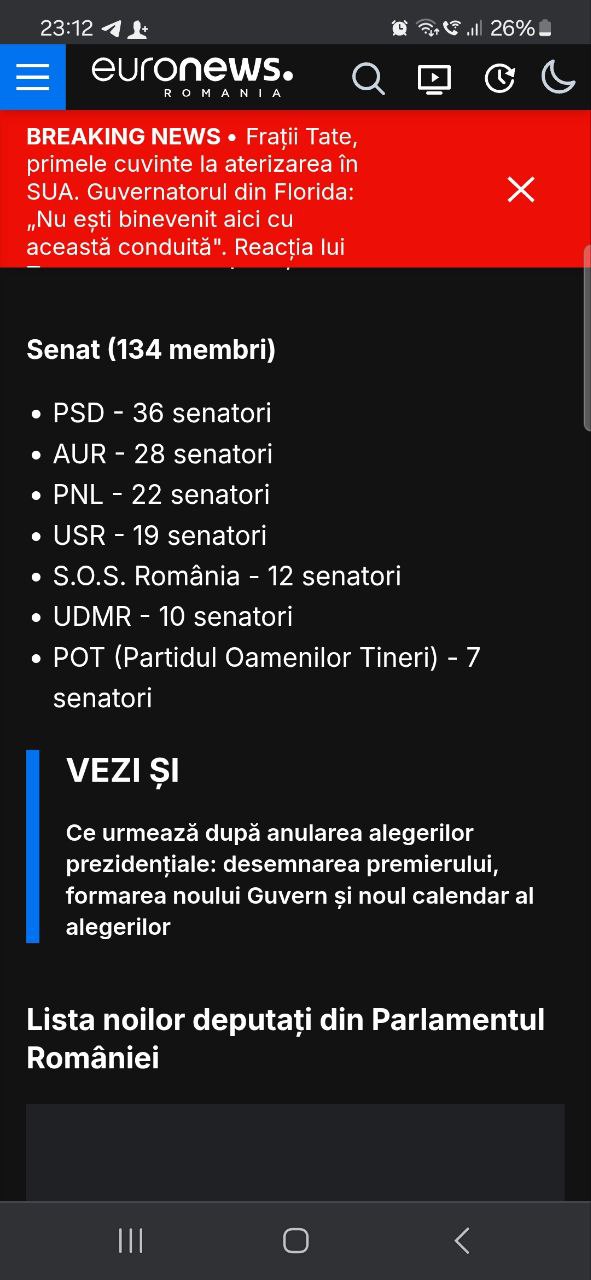 23:12 26%
euronews.
ROMANIA
BREAKING NEWS • Frații Tate,
primele cuvinte la aterizarea în
SUA. Guvernatorul din Florida:
„Nu ești binevenit aici cu
această conduită". Reacția lui
Senat (134 membri)
• PSD - 36 senatori
• AUR - 28 senatori
• PNL - 22 senatori
• USR - 19 senatori
• S.O.S. România - 12 senatori
• UDMR - 10 senatori
• POT (Partidul Oamenilor Tineri) - 7
senatori
VEZI ȘI
Ce urmează după anularea alegerilor
prezidențiale: desemnarea premierului,
formarea noului Guvern și noul calendar al
alegerilor
Lista noilor deputați din Parlamentul
României